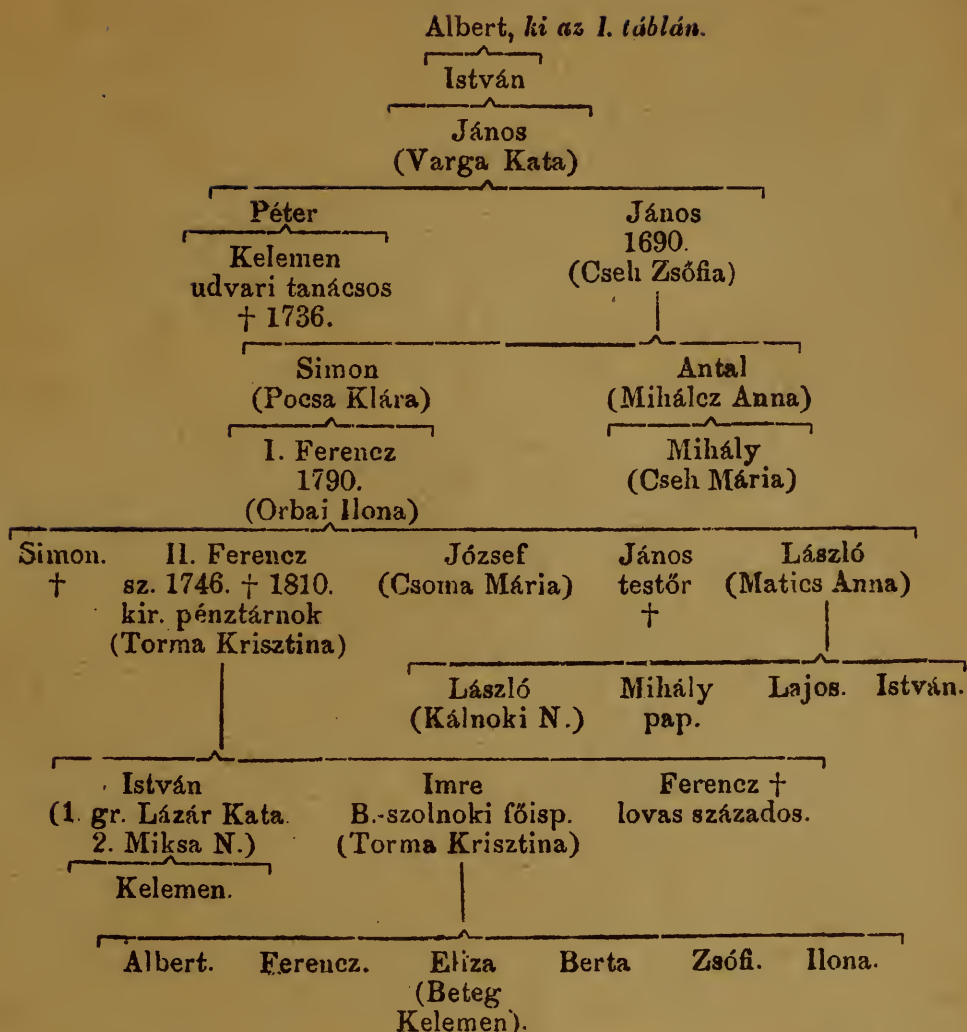 Albert, ki az I. táblán.
István
János
(Varga Kata)
Péter János
Kelemen 1690.
udvari tanácsos (Cseh Zsófia)
† 1736.
Simon Antal
(Pocsa Klára) (Mihálcz Anna)
I. Ferencz Mihály
1790. (Cseh Mária)
(Orbai Ilona)
Simon. II. Ferencz József János László
† sz. 1746. † 1810. (Csoma Mária) testőr (Matics Anna)
kir. pénztárnok †
(Torma Krisztina)
László Mihály Lajos. István.
(Kálnoki N.) pap.
István Imre Ferencz †
(1. gr. Lázár Kata B.-szolnoki főisp. lovas százados.
2. Miksa N.) (Torma Krisztina)
Kelemen.
Albert. Ferencz. Eliza Berta Zsófi. Ilona.
(Beteg
Kelemen).